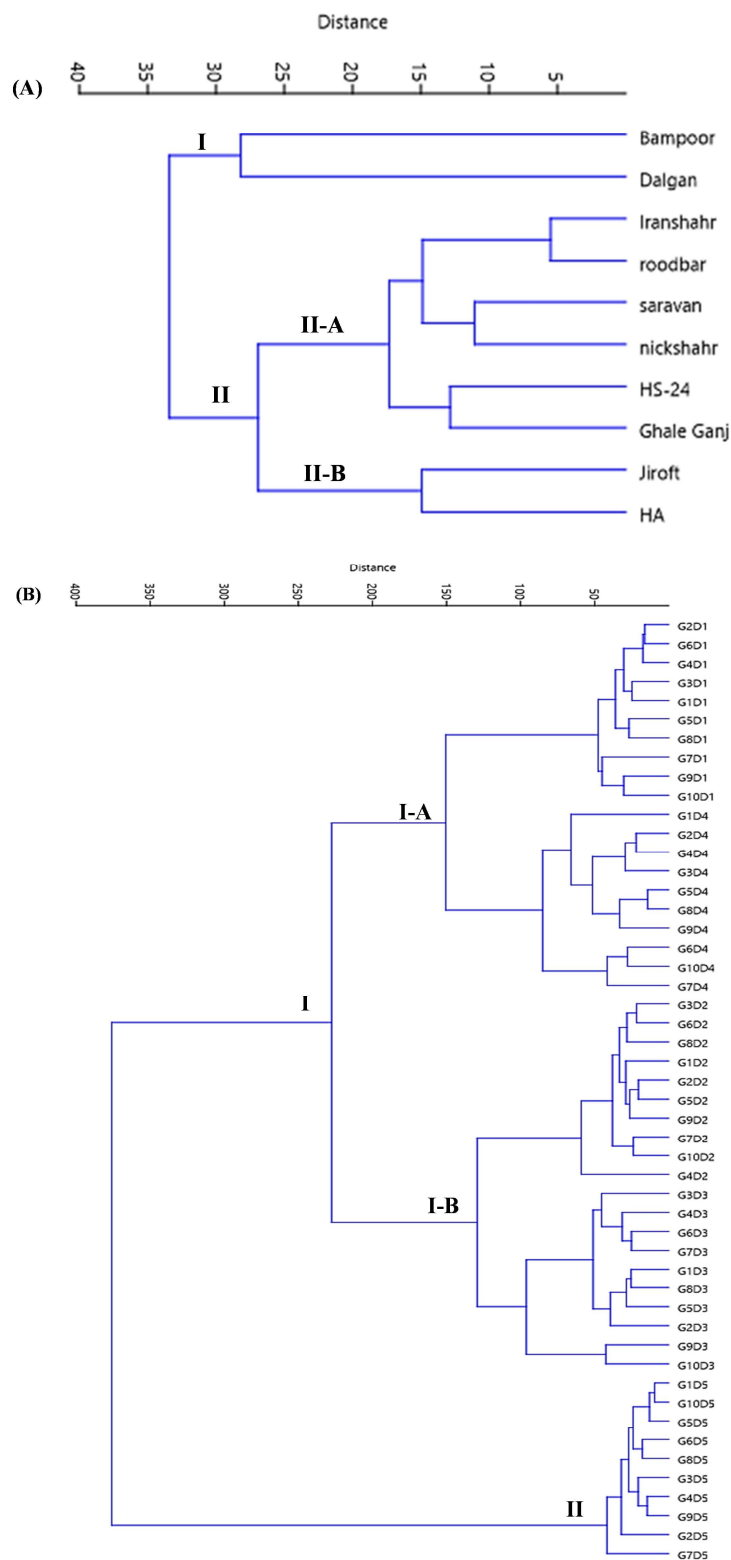 Distance
(A)
40 35 30 25 20 15 10 5
I
Bampoor
Dalgan
Iranshahr
roodbar
saravan
II-A
nickshahr
HS-24
II
Ghale Ganj
II-B
Jiroft
HA
Distance
(B)
400 350 300 250 200 150 100 50
G2D1
G6D1
G4D1
G3D1
G1D1
G5D1
G8D1
G7D1
G9D1
G10D1
I-A
G1D4
G2D4
G4D4
G3D4
G5D4
G8D4
G9D4
G6D4
G10D4
G7D4
I
G3D2
G6D2
G8D2
G1D2
G2D2
G5D2
G9D2
G7D2
G10D2
G4D2
G3D3
I-B
G4D3
G6D3
G7D3
G1D3
G8D3
G5D3
G2D3
G9D3
G10D3
G1D5
G10D5
G5D5
G6D5
G8D5
G3D5
G4D5
II
G9D5
G2D5
G7D5